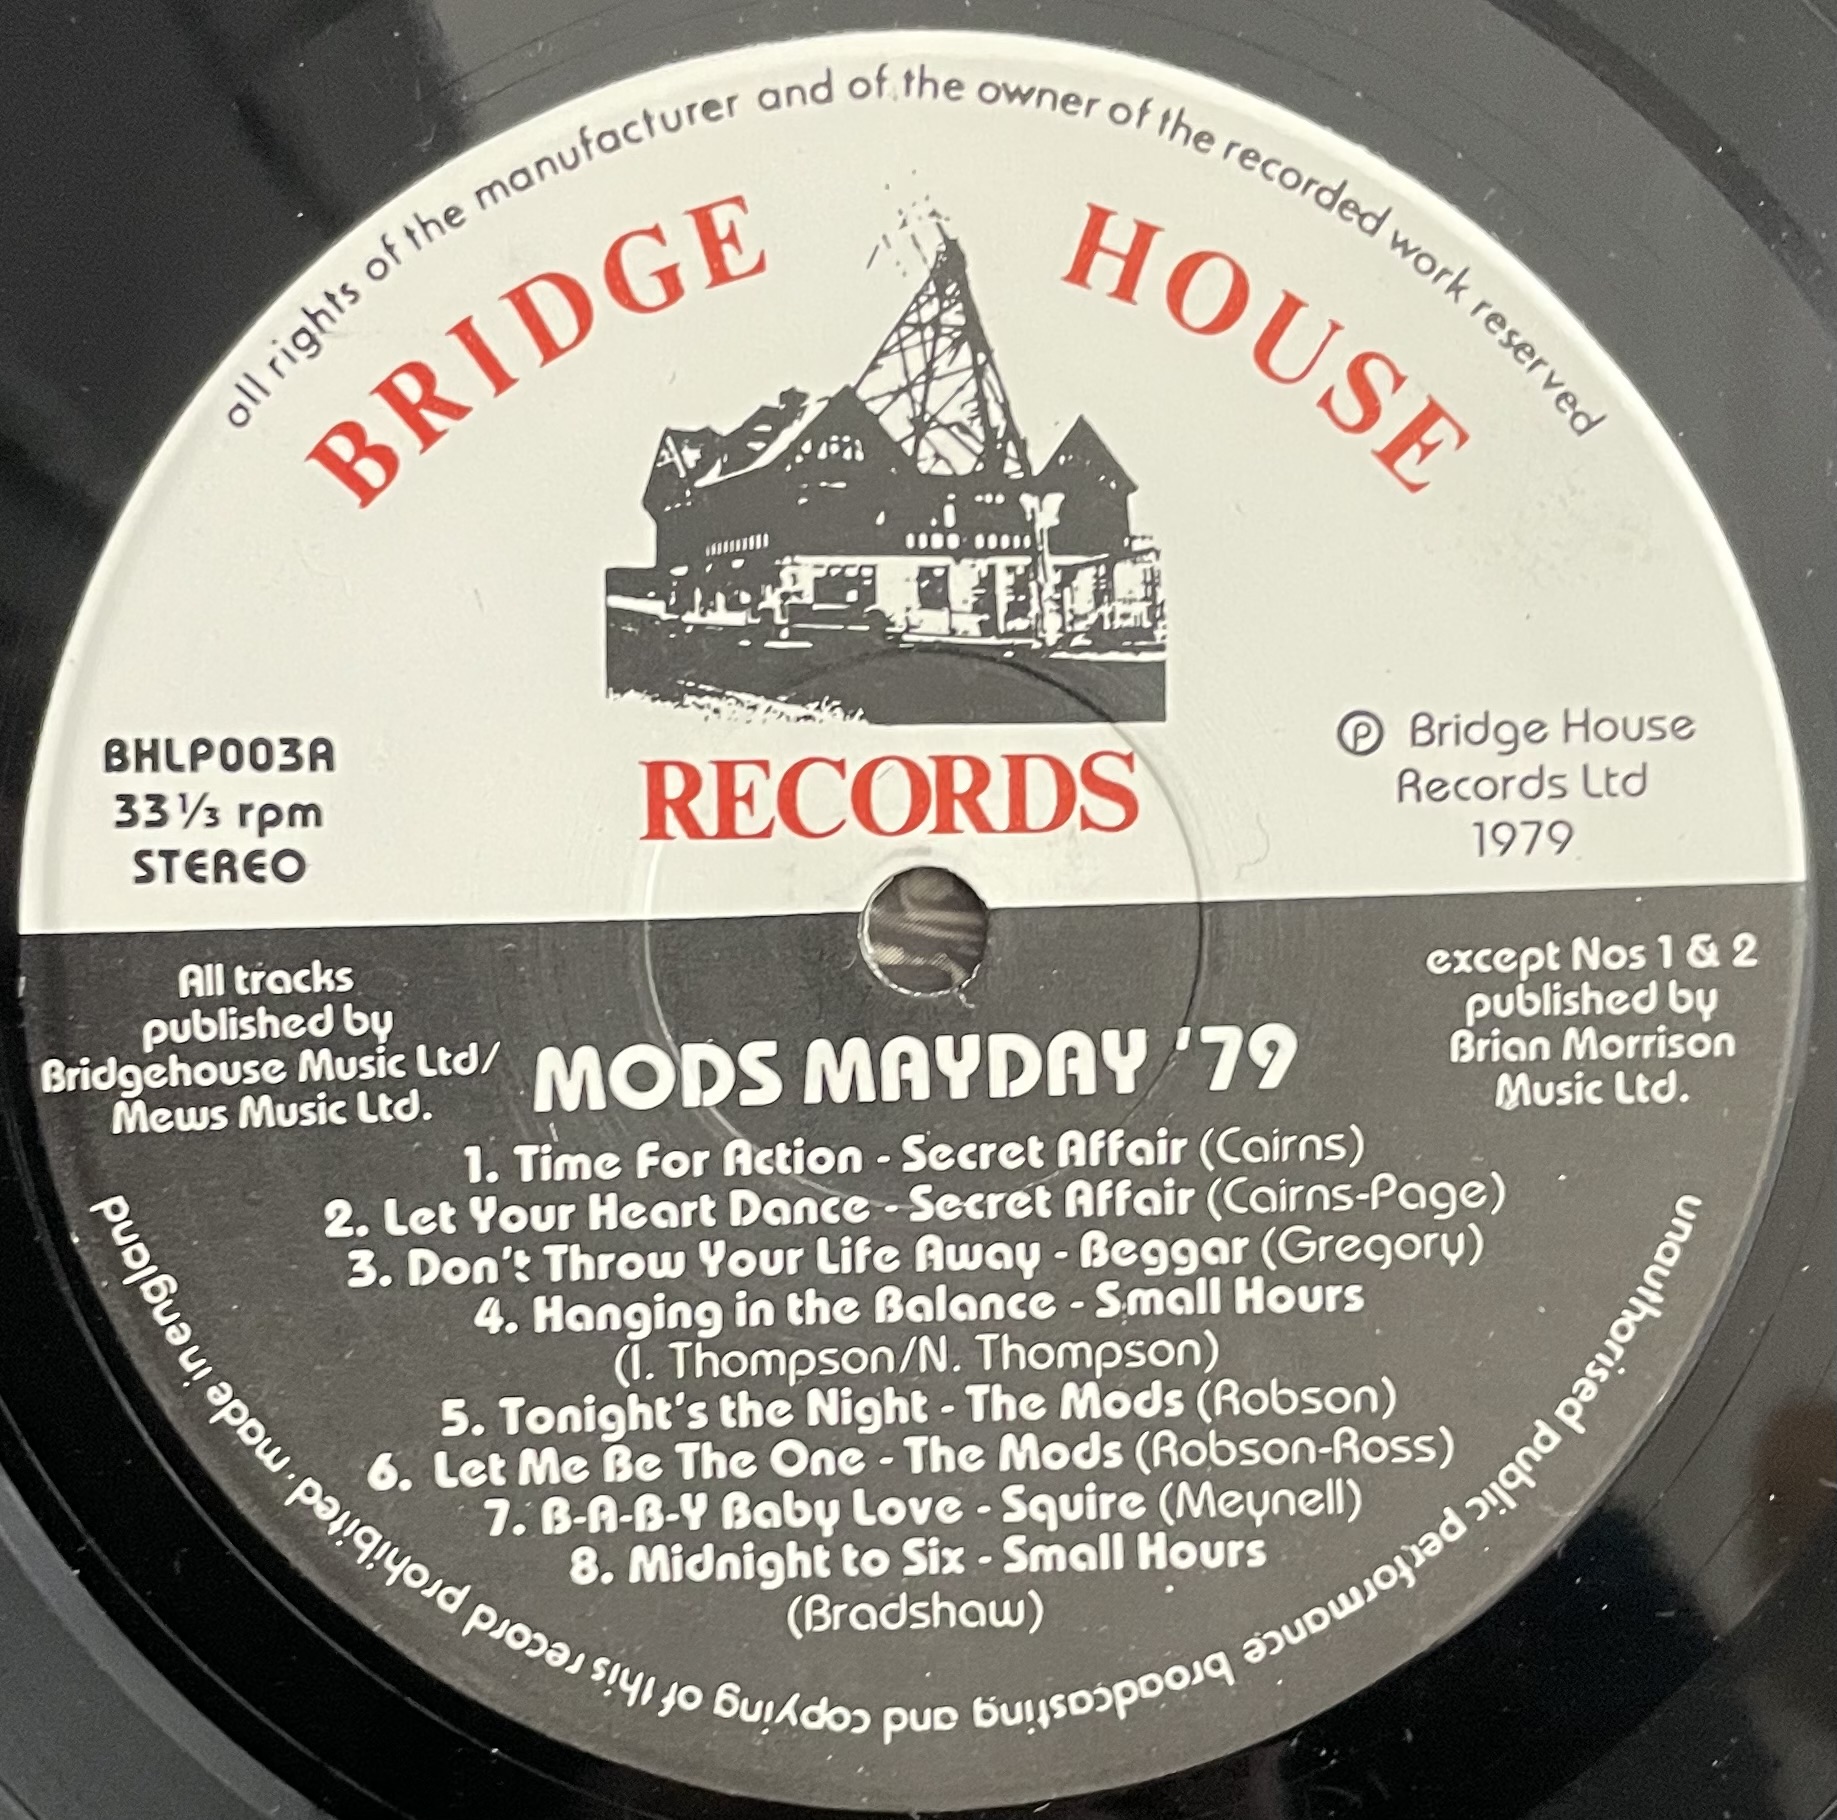 all rights of the manufacturer and of the owner of the recorded work reserved
BRIDGE HOUSE
RECORDS
BHLP003A
33 1/3 rpm
STEREO
℗ Bridge House
Records Ltd
1979
All tracks
published by
Bridgehouse Music Ltd/
Mews Music Ltd.
except Nos 1 & 2
published by
Brian Morrison
Music Ltd.
MODS MAYDAY '79
1. Time For Action - Secret Affair (Cairns)
2. Let Your Heart Dance - Secret Affair (Cairns-Page)
3. Don't Throw Your Life Away - Beggar (Gregory)
4. Hanging in the Balance - Small Hours
(I. Thompson/N. Thompson)
5. Tonight's the Night - The Mods (Robson)
6. Let Me Be The One - The Mods (Robson-Ross)
7. B-A-B-Y Baby Love - Squire (Meynell)
8. Midnight to Six - Small Hours
(Bradshaw)
unauthorised public performance broadcasting and copying of this record prohibited. made in england